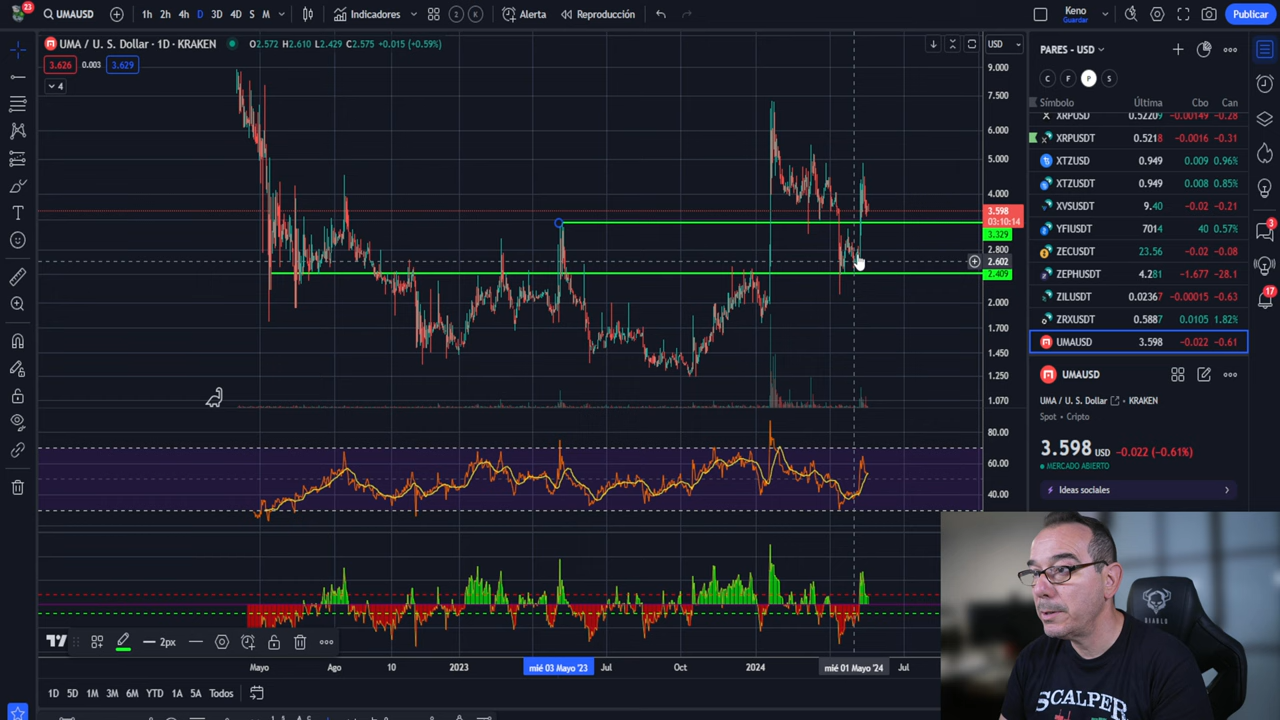 23
UMAUSD
1h 2h 4h D 3D 4D S M
Indicadores
2
K
Alerta
Reproducción
Keno
Guardar
Publicar
UMA / U. S. Dollar · 1D · KRAKEN
O2.572 H2.610 L2.429 C2.575 +0.015 (+0.59%)
3.626 0.003 3.629
4
USD
9.000
7.500
6.000
5.000
4.000
3.598
03:10:14
3.329
2.800
2.602
2.409
2.000
1.700
1.450
1.250
1.070
80.00
60.00
40.00
2px
Mayo Ago 10 2023 mié 03 Mayo '23 Jul Oct 2024 mié 01 Mayo '24 Jul
1D 5D 1M 3M 6M YTD 1A 5A Todos
PARES - USD
C F P S
Símbolo Última Cbo Can
XRPUSD 0.52209 -0.00149 -0.28
XRPUSDT 0.5218 -0.0016 -0.31
XTZUSD 0.949 0.009 0.96%
XTZUSDT 0.949 0.008 0.85%
XVSUSDT 9.40 -0.02 -0.21
YFIUSDT 7014 40 0.57%
ZECUSDT 23.56 -0.02 -0.08
ZEPHUSDT 4.281 -1.677 -28.1
ZILUSDT 0.02367 -0.00015 -0.63
ZRXUSDT 0.5887 0.0105 1.82%
UMAUSD 3.598 -0.022 -0.61
UMAUSD
UMA / U. S. Dollar · KRAKEN
Spot • Cripto
3.598 USD -0.022 (-0.61%)
MERCADO ABIERTO
Ideas sociales
3
17
DIABLO
SCALPER